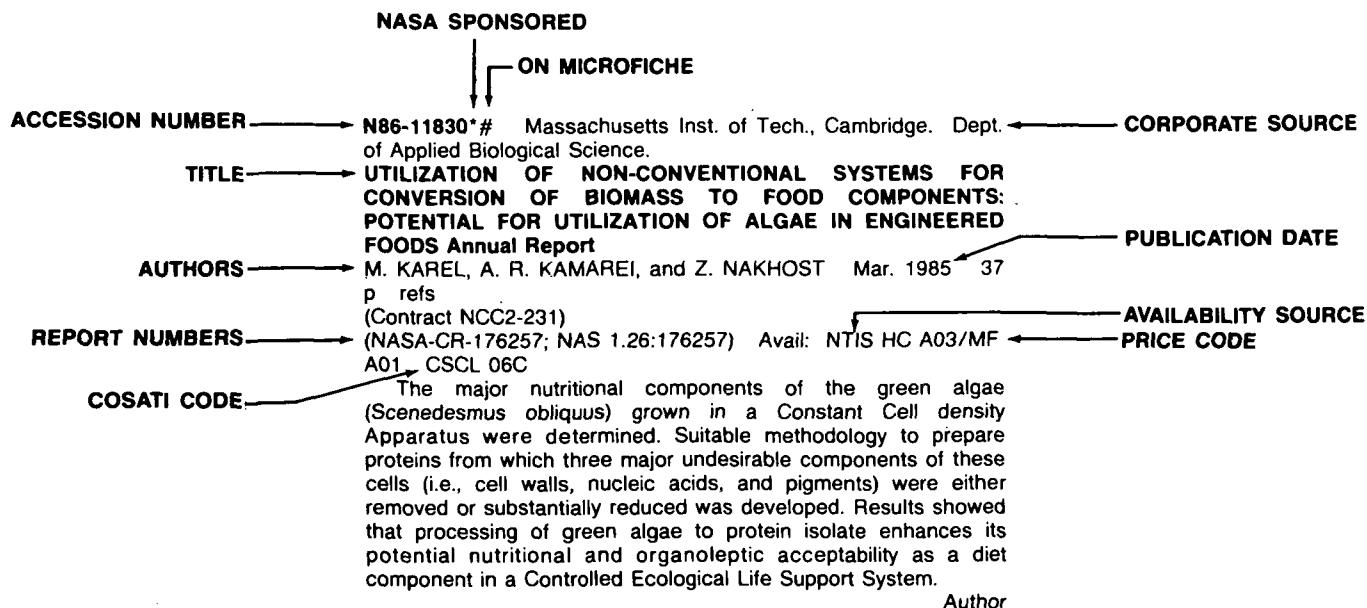 NASA SPONSORED
ON MICROFICHE
ACCESSION NUMBER
N86-11830*# Massachusetts Inst. of Tech., Cambridge. Dept.
CORPORATE SOURCE
of Applied Biological Science.
TITLE
UTILIZATION OF NON-CONVENTIONAL SYSTEMS FOR
CONVERSION OF BIOMASS TO FOOD COMPONENTS:
POTENTIAL FOR UTILIZATION OF ALGAE IN ENGINEERED
FOODS Annual Report
PUBLICATION DATE
AUTHORS
M. KAREL, A. R. KAMAREI, and Z. NAKHOST Mar. 1985 37
p refs
(Contract NCC2-231)
AVAILABILITY SOURCE
REPORT NUMBERS
(NASA-CR-176257; NAS 1.26:176257) Avail: NTIS HC A03/MF
PRICE CODE
A01 CSCL 06C
COSATI CODE
The major nutritional components of the green algae
(Scenedesmus obliquus) grown in a Constant Cell density
Apparatus were determined. Suitable methodology to prepare
proteins from which three major undesirable components of these
cells (i.e., cell walls, nucleic acids, and pigments) were either
removed or substantially reduced was developed. Results showed
that processing of green algae to protein isolate enhances its
potential nutritional and organoleptic acceptability as a diet
component in a Controlled Ecological Life Support System.
Author